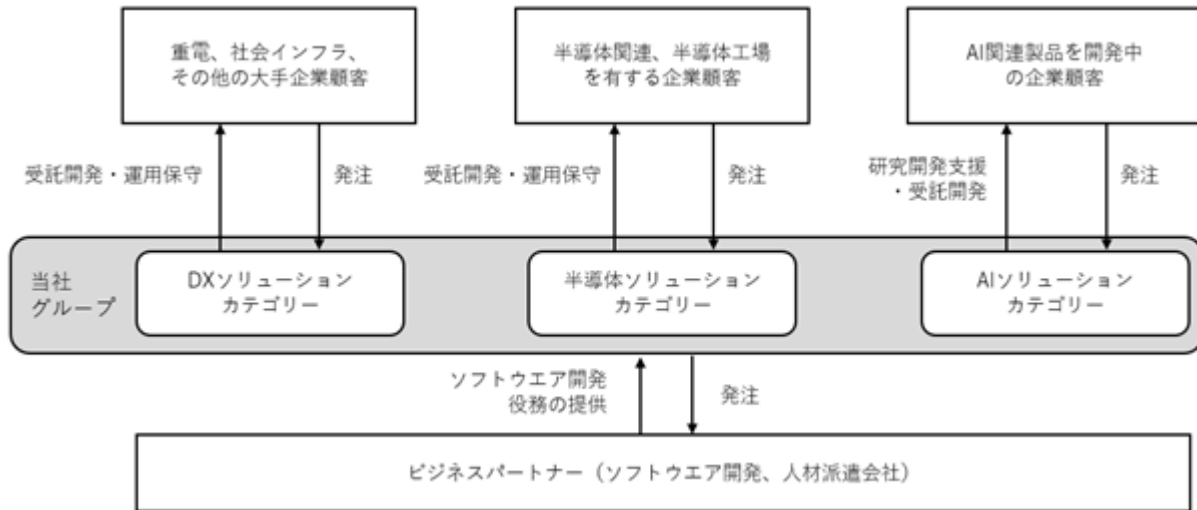 重電、社会インフラ、
その他の大手企業顧客
半導体関連、半導体工場
を有する企業顧客
AI関連製品を開発中
の企業顧客
受託開発・運用保守
発注
受託開発・運用保守
発注
研究開発支援
・受託開発
発注
当社
グループ
DXソリューション
カテゴリー
半導体ソリューション
カテゴリー
AIソリューション
カテゴリー
ソフトウエア開発
役務の提供
発注
ビジネスパートナー（ソフトウエア開発、人材派遣会社）